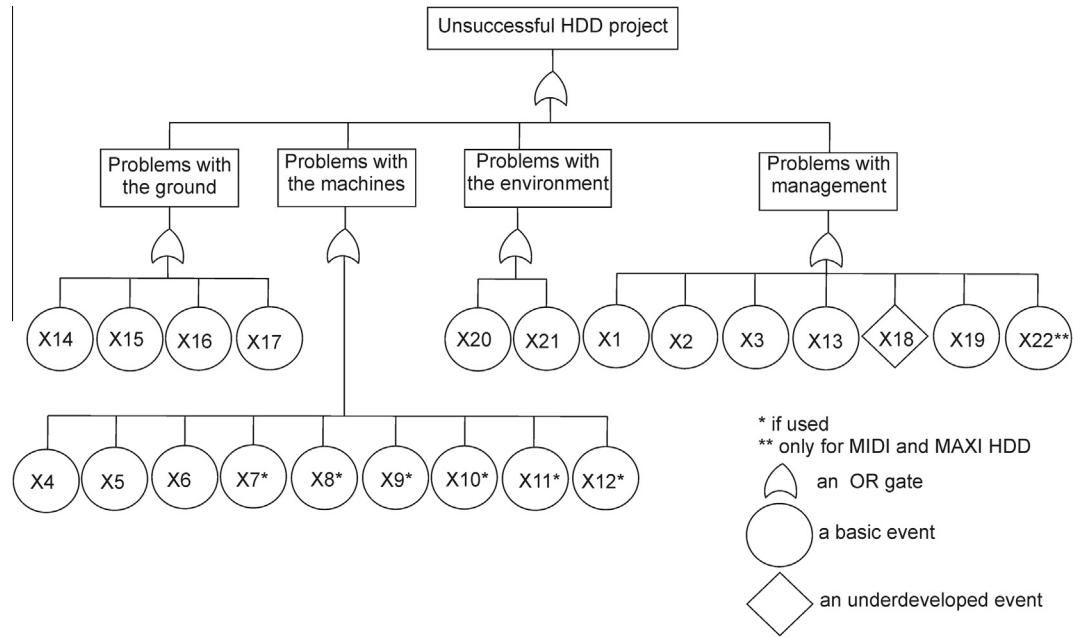 Unsuccessful HDD project
Problems with
the ground
Problems with
the machines
Problems with
the environment
Problems with
management
X14
X15
X16
X17
X20
X21
X1
X2
X3
X13
X18
X19
X22**
X4
X5
X6
X7*
X8*
X9*
X10*
X11*
X12*
* if used
** only for MIDI and MAXI HDD
an OR gate
a basic event
an underdeveloped event